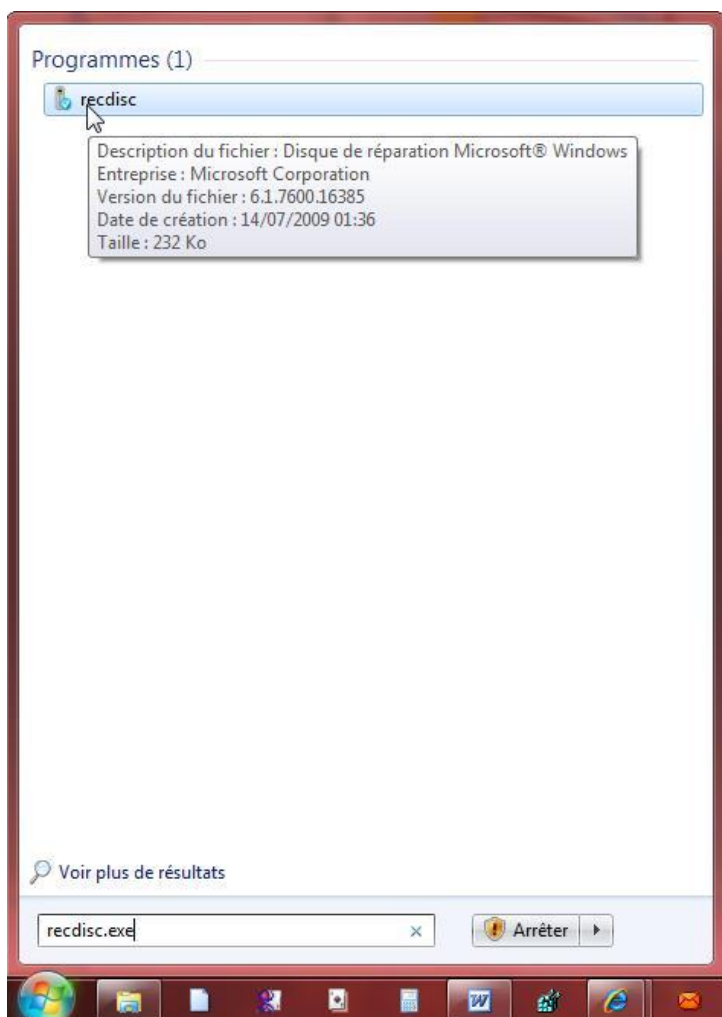 Programmes (1)
recdisc
Description du fichier : Disque de réparation Microsoft® Windows
Entreprise : Microsoft Corporation
Version du fichier : 6.1.7600.16385
Date de création : 14/07/2009 01:36
Taille : 232 Ko
Voir plus de résultats
recdisc.exe
Arrêter